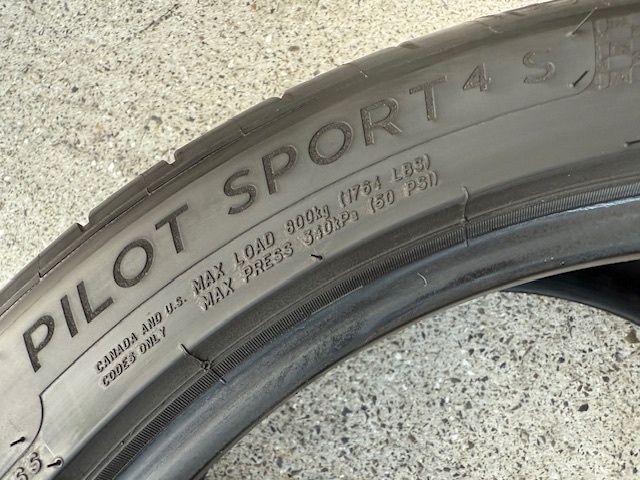 PILOT SPORT 4 S
CANADA AND U.S.
CODES ONLY
MAX LOAD 800kg (1764 LBS)
MAX PRESS 340kPa (50 PSI)